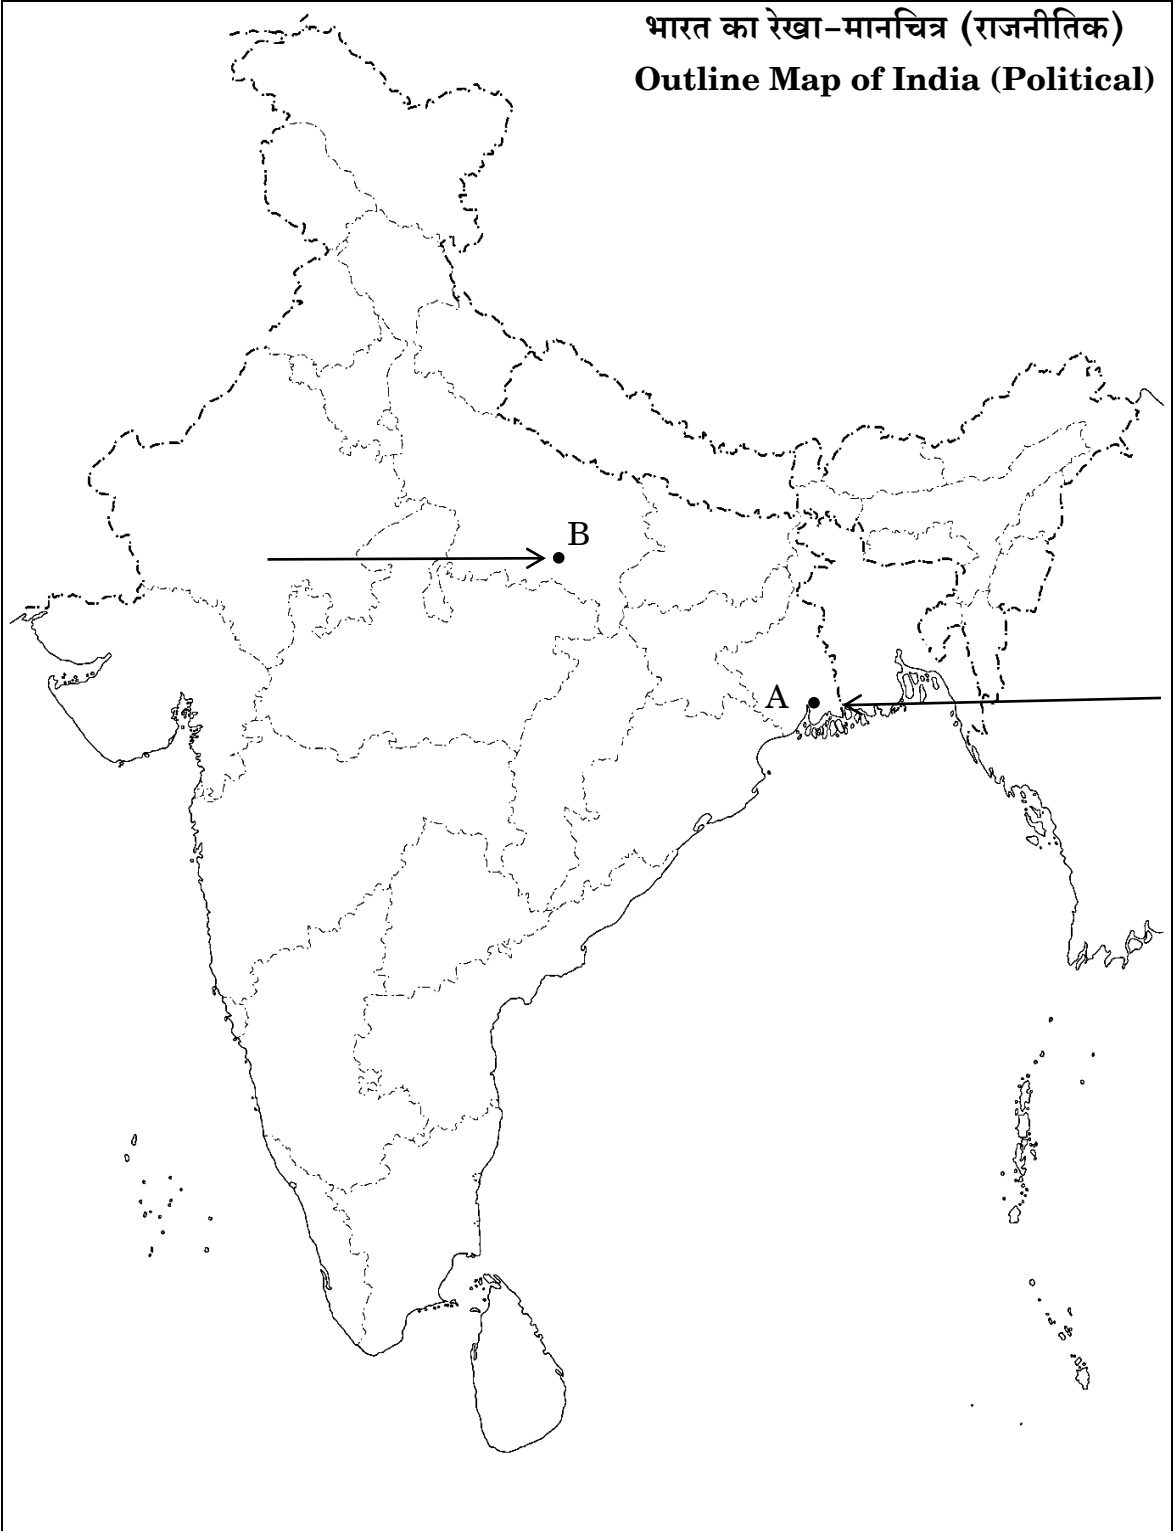 भारत का रेखा-मानचित्र (राजनीतिक)
Outline Map of India (Political)
B
A